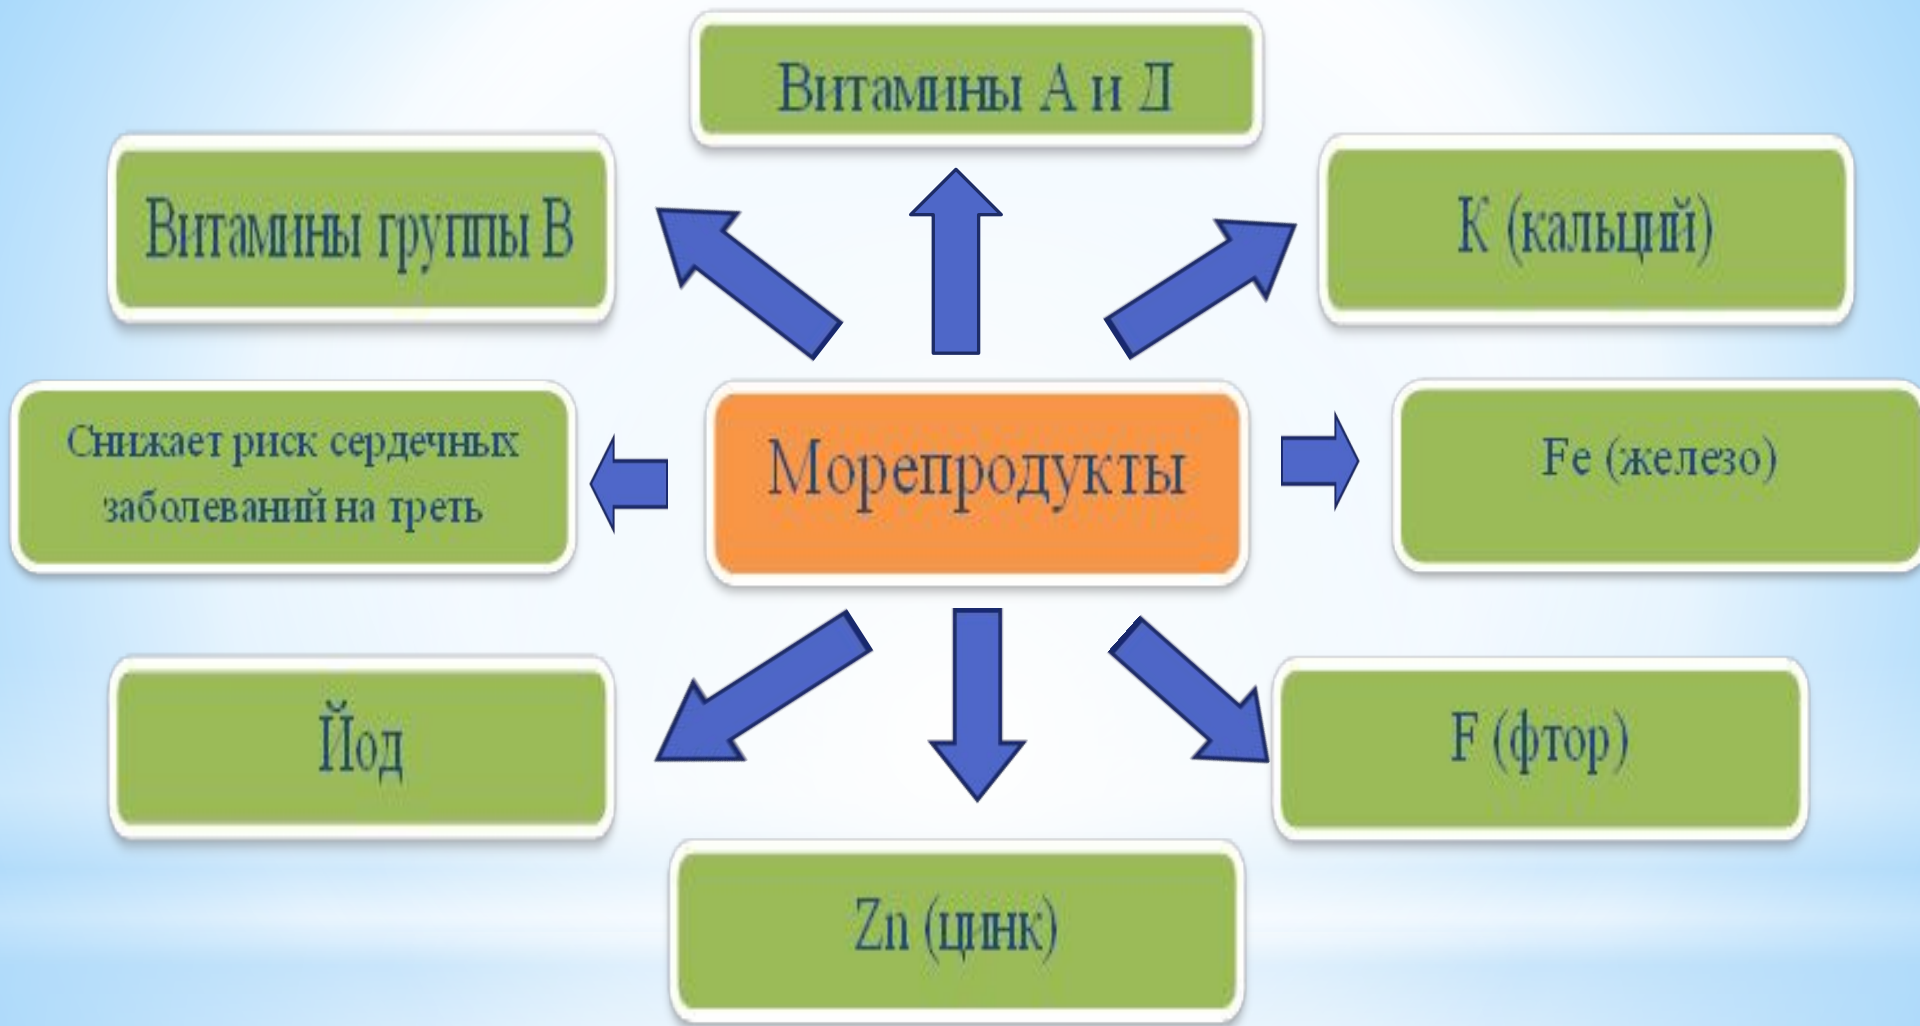 Витамины А и Д
Витамины группы В
К (кальций)
Снижает риск сердечных
заболеваний на треть
Морепродукты
Fe (железо)
Йод
F (фтор)
Zn (цинк)